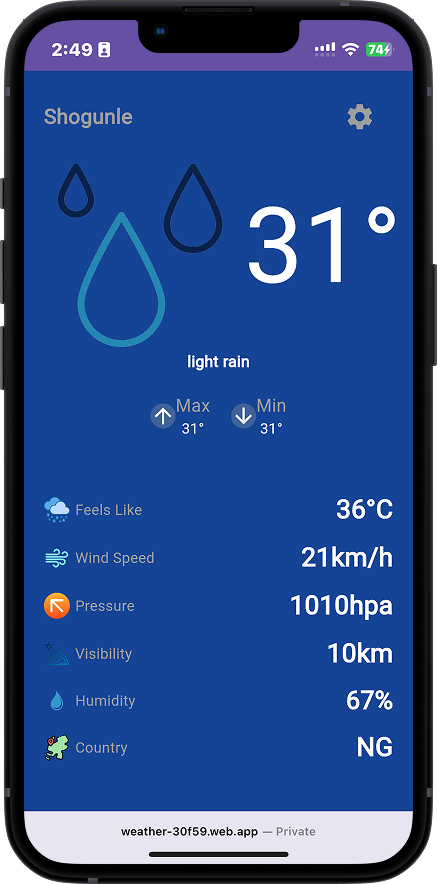 2:49
74
Shogunle
31°
light rain
Max
31°
Min
31°
Feels Like 36°C
Wind Speed 21km/h
Pressure 1010hpa
Visibility 10km
Humidity 67%
Country NG
weather-30f59.web.app — Private